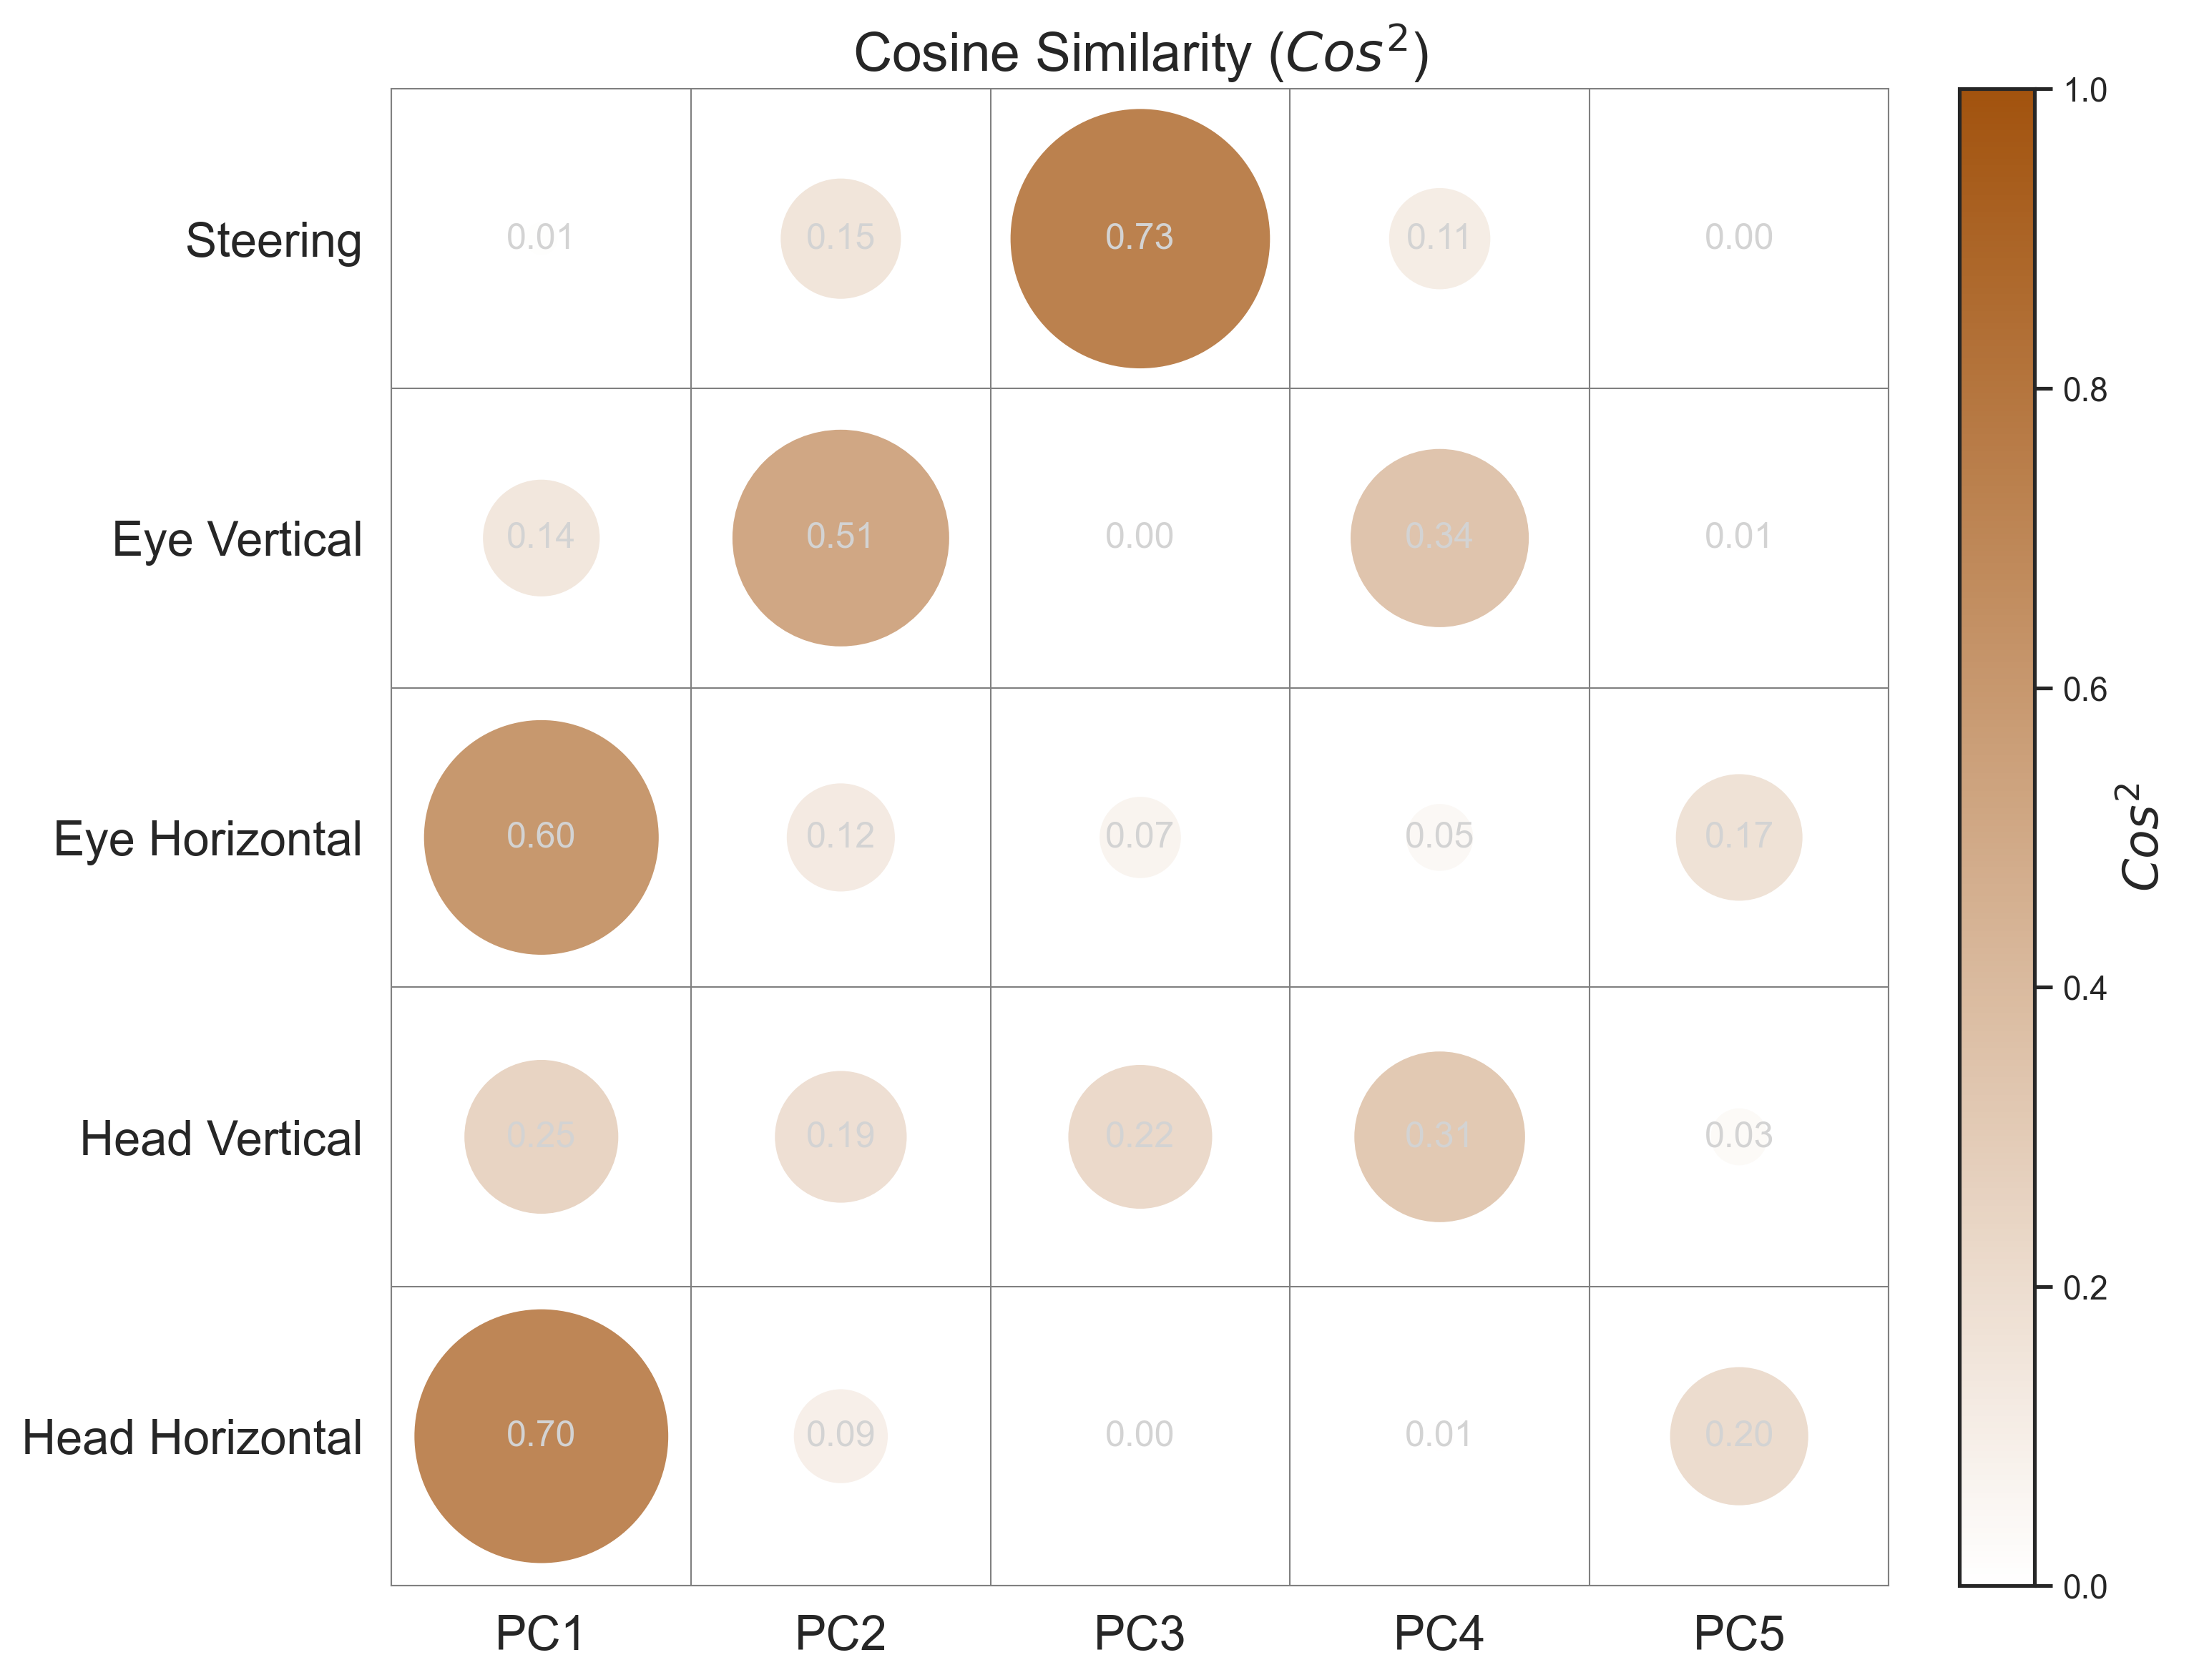 Cosine Similarity (Cos²)
Steering
0.01 0.15 0.73 0.11 0.00
Eye Vertical
0.14 0.51 0.00 0.34 0.01
Eye Horizontal
0.60 0.12 0.07 0.05 0.17
Head Vertical
0.25 0.19 0.22 0.31 0.03
Head Horizontal
0.70 0.09 0.00 0.01 0.20
PC1 PC2 PC3 PC4 PC5
1.0
0.8
0.6
0.4
0.2
0.0
Cos²